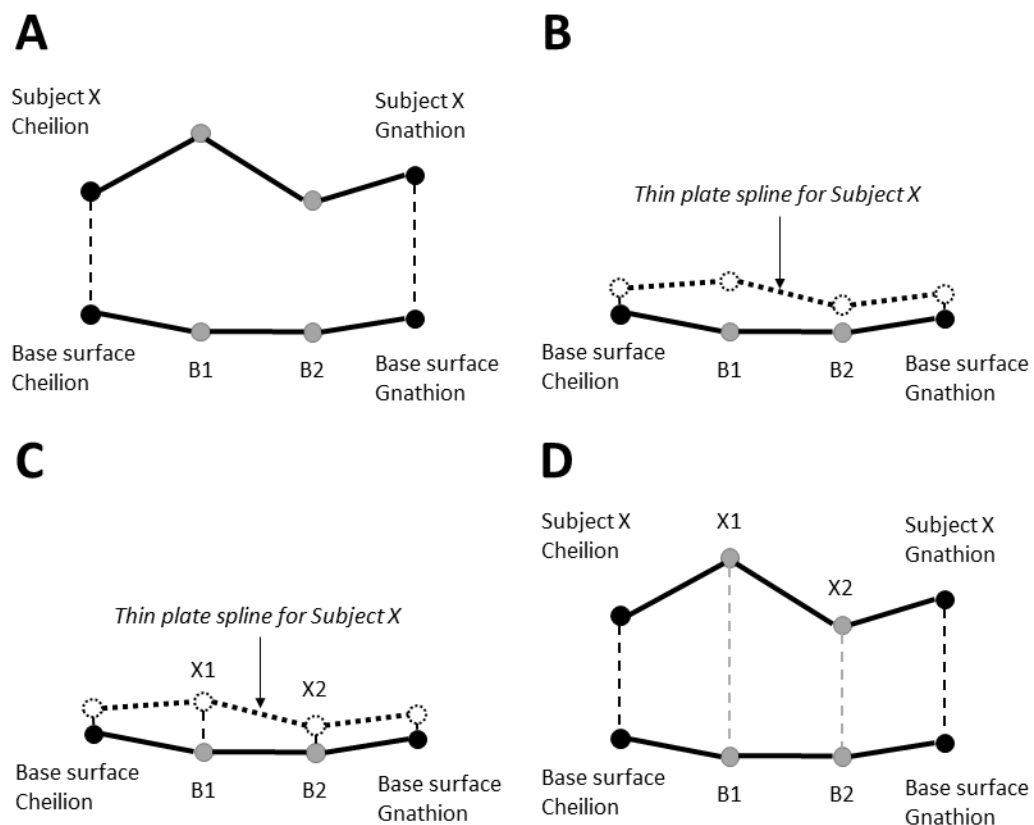 A
Subject X
Cheilion
Subject X
Gnathion
Base surface
Cheilion
B1
B2
Base surface
Gnathion
B
Thin plate spline for Subject X
Base surface
Cheilion
B1
B2
Base surface
Gnathion
C
Thin plate spline for Subject X
X1
X2
Base surface
Cheilion
B1
B2
Base surface
Gnathion
D
Subject X
Cheilion
X1
X2
Subject X
Gnathion
Base surface
Cheilion
B1
B2
Base surface
Gnathion